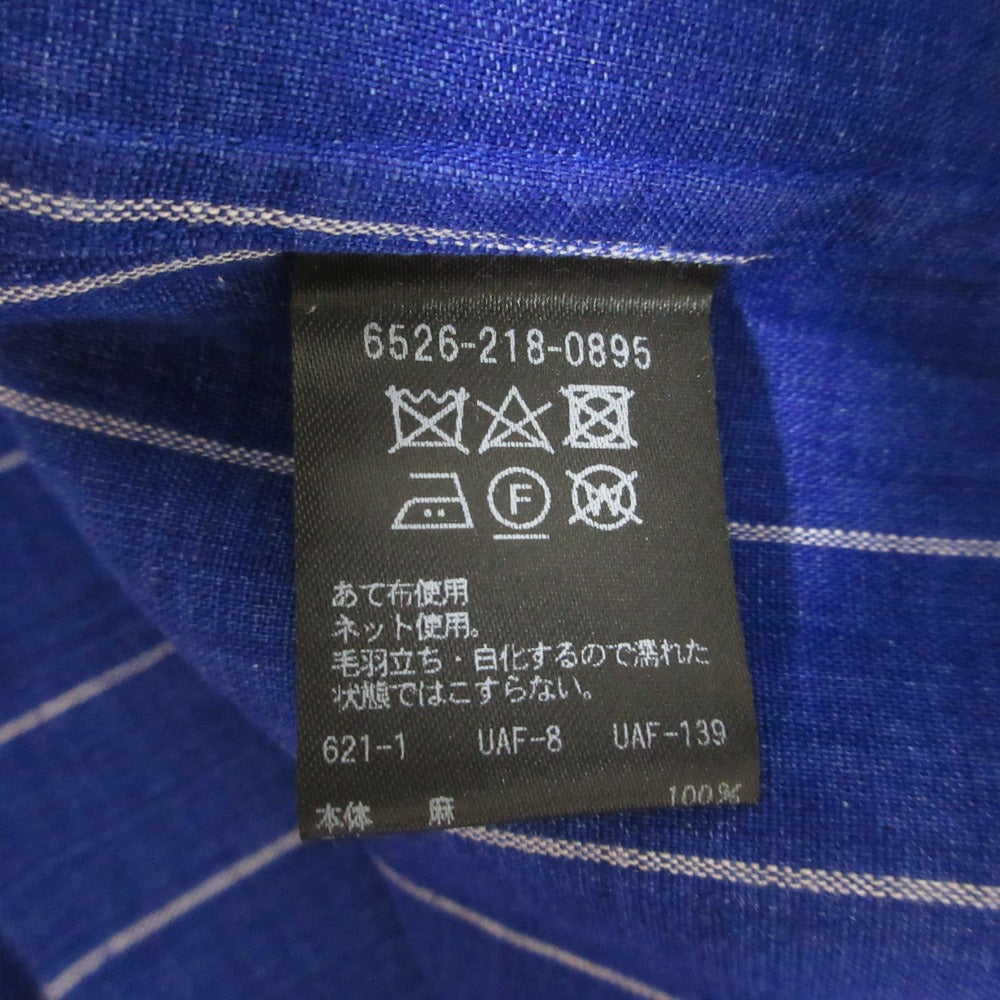 6526-218-0895
F W
あて布使用
ネット使用。
毛羽立ち・白化するので濡れた
状態ではこすらない。
621-1 UAF-8 UAF-139
本体 麻 100%